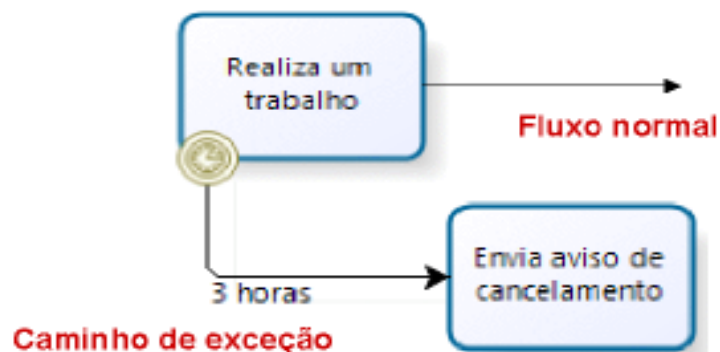 Realiza um
trabalho
Fluxo normal
Envia aviso de
cancelamento
3 horas
Caminho de exceção